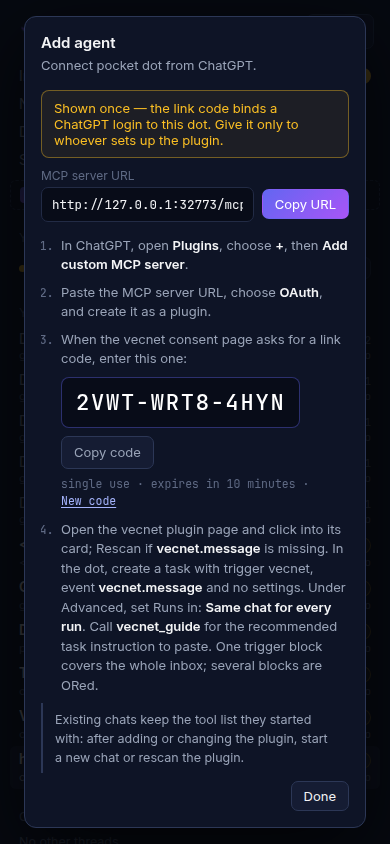 Add agent
Connect pocket dot from ChatGPT.
Shown once — the link code binds a
ChatGPT login to this dot. Give it only to
whoever sets up the plugin.
MCP server URL
http://127.0.0.1:32773/mcp
Copy URL
1. In ChatGPT, open Plugins, choose +, then Add
custom MCP server.
2. Paste the MCP server URL, choose OAuth,
and create it as a plugin.
3. When the vecnet consent page asks for a link
code, enter this one:
2VWT-WRT8-4HYN
Copy code
single use · expires in 10 minutes ·
New code
4. Open the vecnet plugin page and click into its
card; Rescan if vecnet.message is missing. In
the dot, create a task with trigger vecnet,
event vecnet.message and no settings. Under
Advanced, set Runs in: Same chat for every
run. Call vecnet_guide for the recommended
task instruction to paste. One trigger block
covers the whole inbox; several blocks are
ORed.
Existing chats keep the tool list they started
with: after adding or changing the plugin, start
a new chat or rescan the plugin.
Done
No other threads